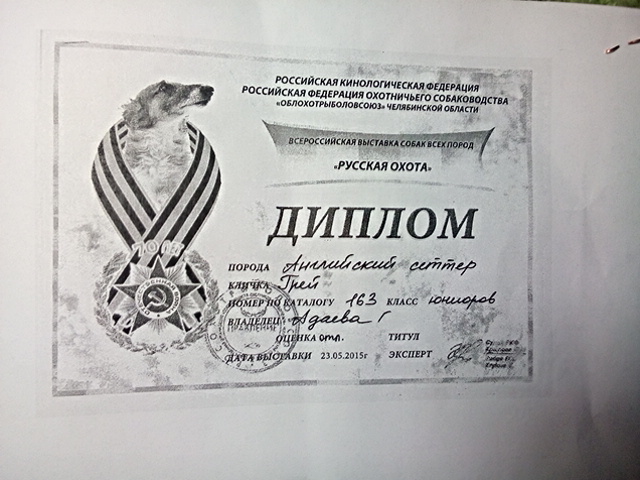 РОССИЙСКАЯ КИНОЛОГИЧЕСКАЯ ФЕДЕРАЦИЯ
РОССИЙСКАЯ ФЕДЕРАЦИЯ ОХОТНИЧЬЕГО СОБАКОВОДСТВА
«ОБЛОХОТРЫБОЛОВСОЮЗ» ЧЕЛЯБИНСКОЙ ОБЛАСТИ
ВСЕРОССИЙСКАЯ ВЫСТАВКА СОБАК ВСЕХ ПОРОД
«РУССКАЯ ОХОТА»
ДИПЛОМ
70 лет
ПОРОДА Английский сеттер
КЛИЧКА Грей
НОМЕР ПО КАТАЛОГУ 163 КЛАСС юниоров
ВЛАДЕЛЕЦ Адаева Г
ОЦЕНКА отл. ТИТУЛ
ДАТА ВЫСТАВКИ 23.05.2015г ЭКСПЕРТ